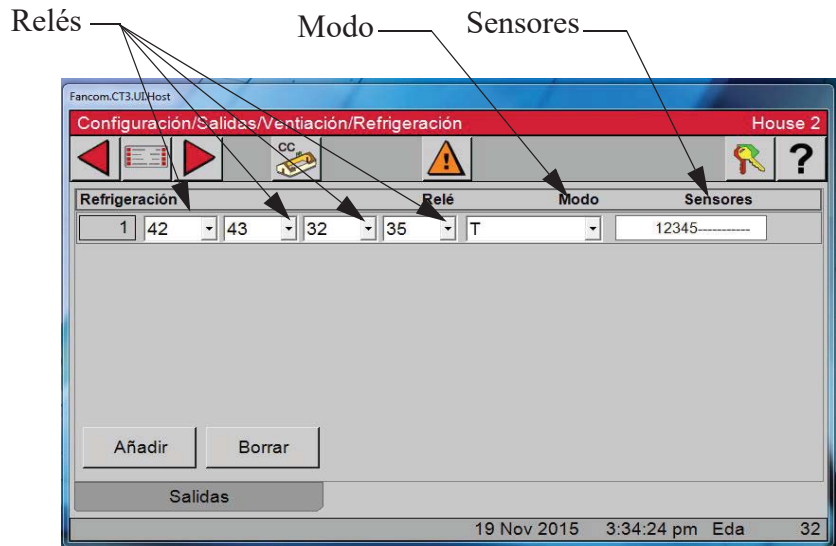 Relés
Modo
Sensores
Fancom.CT3.UI.Host
Configuración/Salidas/Ventiación/Refrigeración House 2
CC
?
Refrigeración Relé Modo Sensores
1 42 43 32 35 T 12345-----------
Añadir Borrar
Salidas
19 Nov 2015 3:34:24 pm Eda 32